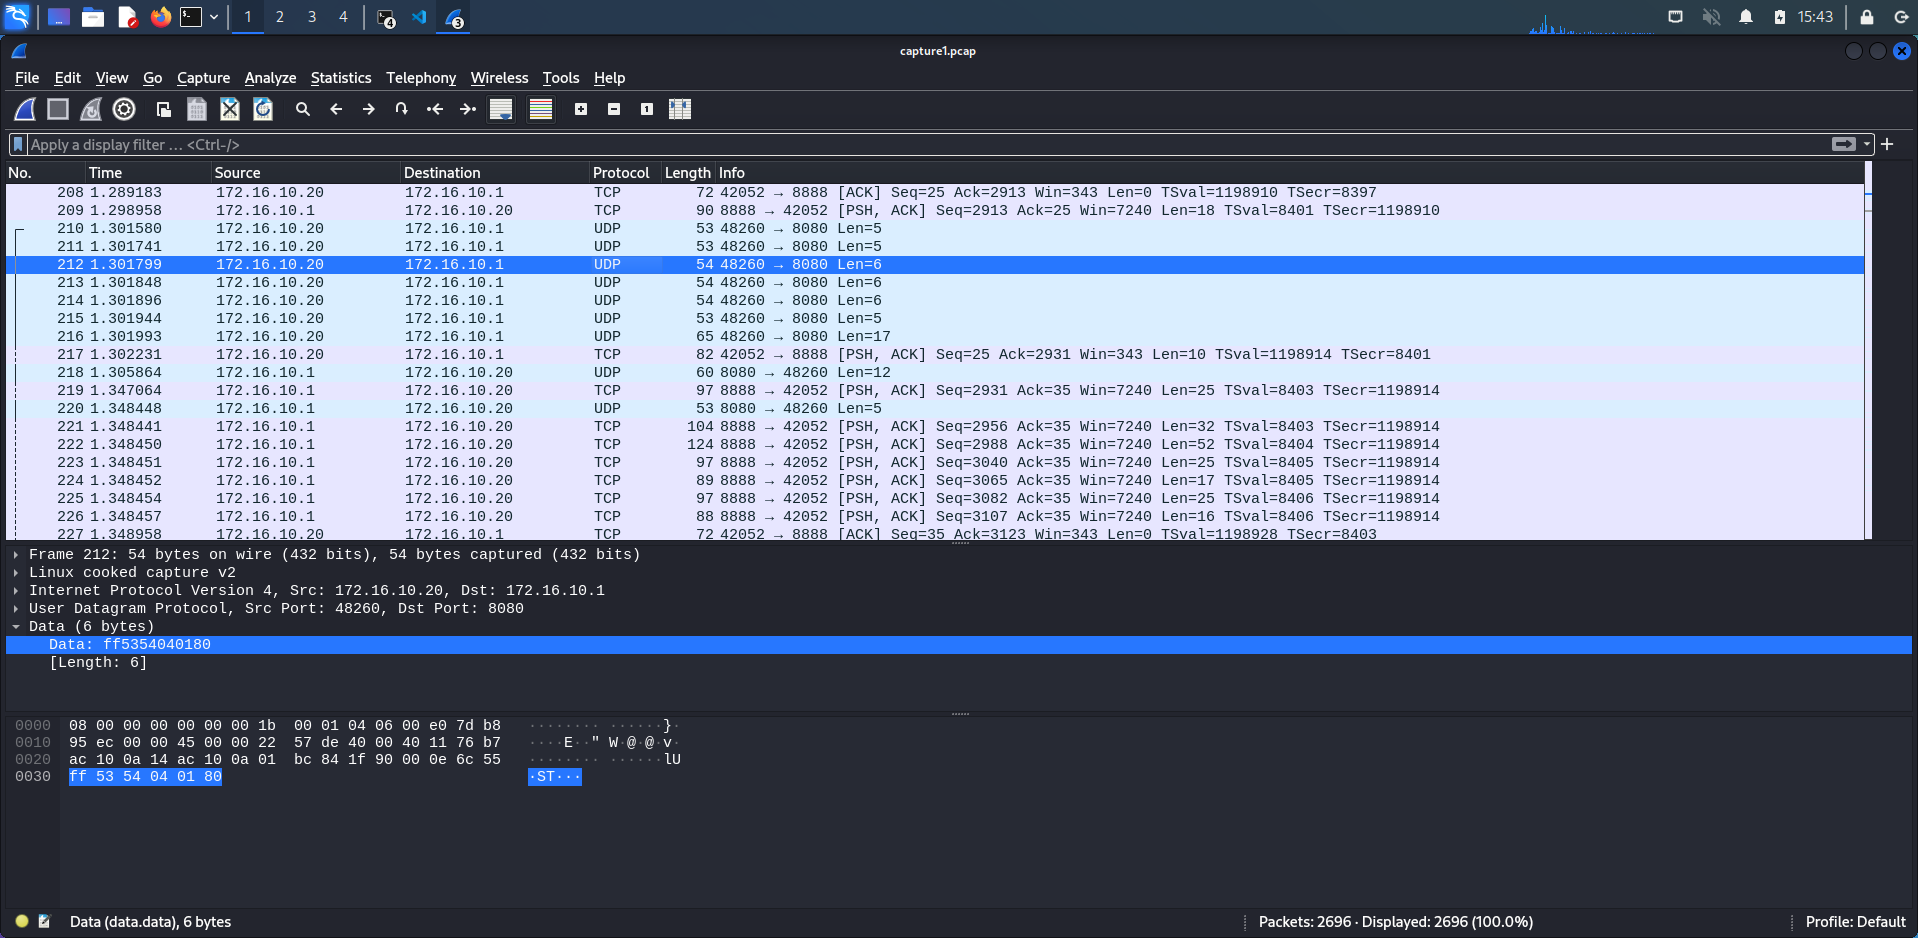 1 2 3 4 4 3 15:43
capture1.pcap
File Edit View Go Capture Analyze Statistics Telephony Wireless Tools Help
Apply a display filter … <Ctrl-/>
No. Time Source Destination Protocol Length Info
208 1.289183 172.16.10.20 172.16.10.1 TCP 72 42052 → 8888 [ACK] Seq=25 Ack=2913 Win=343 Len=0 TSval=1198910 TSecr=8397
209 1.298958 172.16.10.1 172.16.10.20 TCP 90 8888 → 42052 [PSH, ACK] Seq=2913 Ack=25 Win=7240 Len=18 TSval=8401 TSecr=1198910
210 1.301580 172.16.10.20 172.16.10.1 UDP 53 48260 → 8080 Len=5
211 1.301741 172.16.10.20 172.16.10.1 UDP 53 48260 → 8080 Len=5
212 1.301799 172.16.10.20 172.16.10.1 UDP 54 48260 → 8080 Len=6
213 1.301848 172.16.10.20 172.16.10.1 UDP 54 48260 → 8080 Len=6
214 1.301896 172.16.10.20 172.16.10.1 UDP 54 48260 → 8080 Len=6
215 1.301944 172.16.10.20 172.16.10.1 UDP 53 48260 → 8080 Len=5
216 1.301993 172.16.10.20 172.16.10.1 UDP 65 48260 → 8080 Len=17
217 1.302231 172.16.10.20 172.16.10.1 TCP 82 42052 → 8888 [PSH, ACK] Seq=25 Ack=2931 Win=343 Len=10 TSval=1198914 TSecr=8401
218 1.305864 172.16.10.1 172.16.10.20 UDP 60 8080 → 48260 Len=12
219 1.347064 172.16.10.1 172.16.10.20 TCP 97 8888 → 42052 [PSH, ACK] Seq=2931 Ack=35 Win=7240 Len=25 TSval=8403 TSecr=1198914
220 1.348448 172.16.10.1 172.16.10.20 UDP 53 8080 → 48260 Len=5
221 1.348441 172.16.10.1 172.16.10.20 TCP 104 8888 → 42052 [PSH, ACK] Seq=2956 Ack=35 Win=7240 Len=32 TSval=8403 TSecr=1198914
222 1.348450 172.16.10.1 172.16.10.20 TCP 124 8888 → 42052 [PSH, ACK] Seq=2988 Ack=35 Win=7240 Len=52 TSval=8404 TSecr=1198914
223 1.348451 172.16.10.1 172.16.10.20 TCP 97 8888 → 42052 [PSH, ACK] Seq=3040 Ack=35 Win=7240 Len=25 TSval=8405 TSecr=1198914
224 1.348452 172.16.10.1 172.16.10.20 TCP 89 8888 → 42052 [PSH, ACK] Seq=3065 Ack=35 Win=7240 Len=17 TSval=8405 TSecr=1198914
225 1.348454 172.16.10.1 172.16.10.20 TCP 97 8888 → 42052 [PSH, ACK] Seq=3082 Ack=35 Win=7240 Len=25 TSval=8406 TSecr=1198914
226 1.348457 172.16.10.1 172.16.10.20 TCP 88 8888 → 42052 [PSH, ACK] Seq=3107 Ack=35 Win=7240 Len=16 TSval=8406 TSecr=1198914
227 1.348958 172.16.10.20 172.16.10.1 TCP 72 42052 → 8888 [ACK] Seq=35 Ack=3123 Win=343 Len=0 TSval=1198928 TSecr=8403
Frame 212: 54 bytes on wire (432 bits), 54 bytes captured (432 bits)
Linux cooked capture v2
Internet Protocol Version 4, Src: 172.16.10.20, Dst: 172.16.10.1
User Datagram Protocol, Src Port: 48260, Dst Port: 8080
Data (6 bytes)
Data: ff5354040180
[Length: 6]
0000 08 00 00 00 00 00 00 1b 00 01 04 06 00 e0 7d b8 ········ ······}·
0010 95 ec 00 00 45 00 00 22 57 de 40 00 40 11 76 b7 ····E··" W·@·@·v·
0020 ac 10 0a 14 ac 10 0a 01 bc 84 1f 90 00 0e 6c 55 ········ ······lU
0030 ff 53 54 04 01 80 ·ST···
Data (data.data), 6 bytes Packets: 2696 · Displayed: 2696 (100.0%) Profile: Default